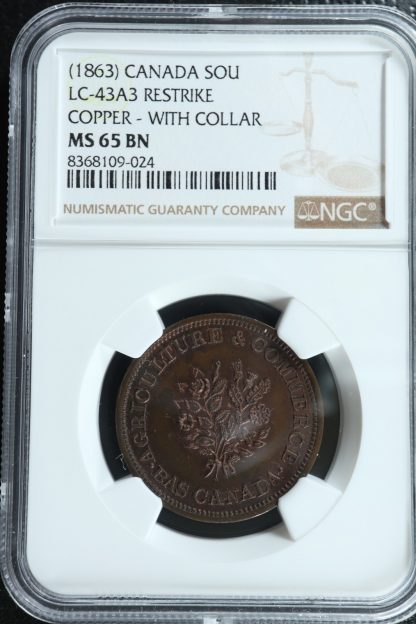 (1863) CANADA SOU
LC-43A3 RESTRIKE
COPPER - WITH COLLAR
MS 65 BN
8368109-024
NUMISMATIC GUARANTY COMPANY NGC®
AGRICULTURE & COMMERCE
BAS CANADA